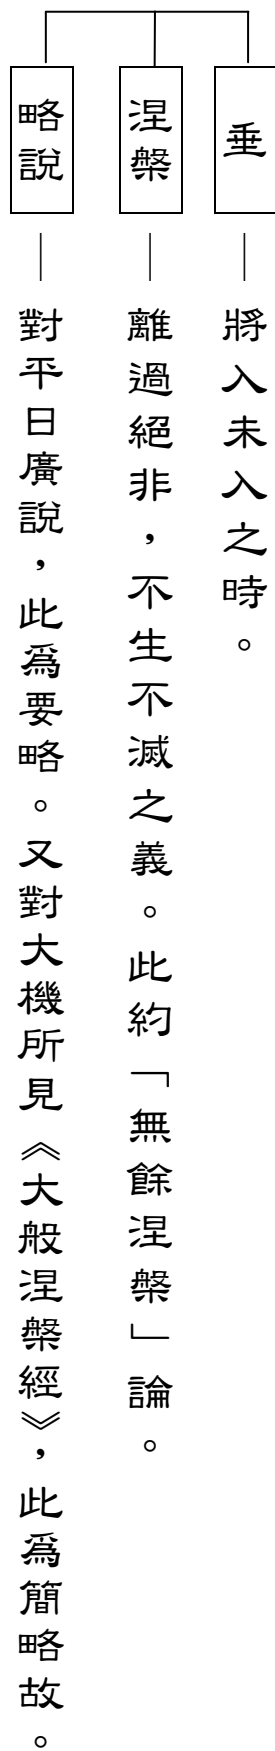 垂
將入未入之時。
涅槃
離過絕非，不生不滅之義。此約「無餘涅槃」論。
略說
對平日廣說，此為要略。又對大機所見《大般涅槃經》，此為簡略故。